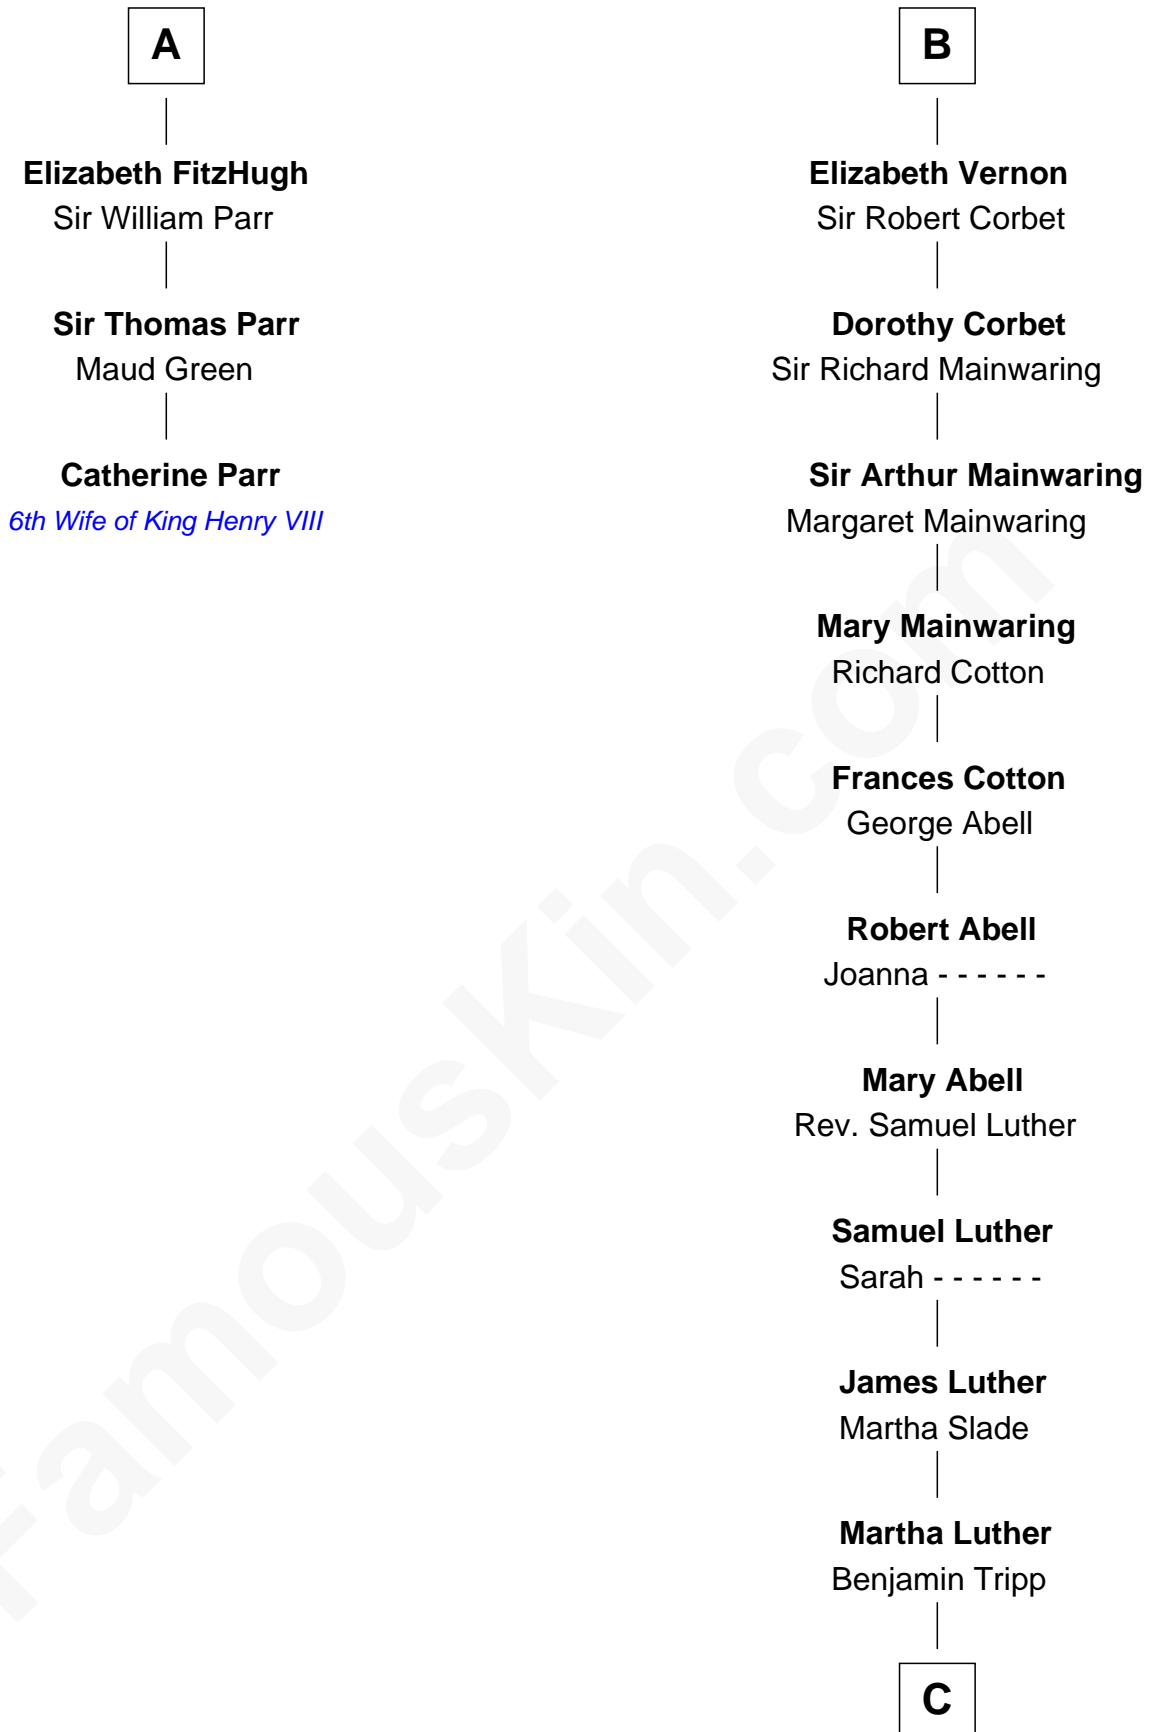 A
Elizabeth FitzHugh
Sir William Parr
Sir Thomas Parr
Maud Green
Catherine Parr
6th Wife of King Henry VIII
B
Elizabeth Vernon
Sir Robert Corbet
Dorothy Corbet
Sir Richard Mainwaring
Sir Arthur Mainwaring
Margaret Mainwaring
Mary Mainwaring
Richard Cotton
Frances Cotton
George Abell
Robert Abell
Joanna - - - - - -
Mary Abell
Rev. Samuel Luther
Samuel Luther
Sarah - - - - - -
James Luther
Martha Slade
Martha Luther
Benjamin Tripp
C
FamousKin.com